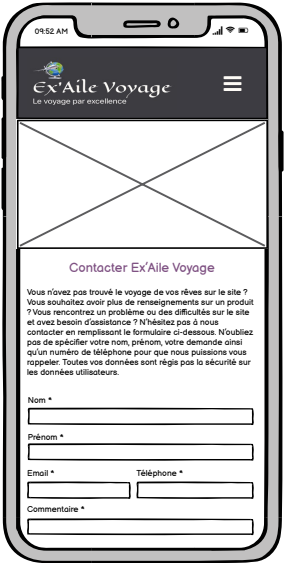 09:52 AM
Ex'Aile Voyage
Le voyage par excellence
Contacter Ex'Aile Voyage
Vous n'avez pas trouvé le voyage de vos rêves sur le site ?
Vous souhaitez avoir plus de renseignements sur un produit
? Vous rencontrez un problème ou des difficultés sur le site
et avez besoin d'assistance ? N'hésitez pas à nous
contacter en remplissant le formulaire ci-dessous. N'oubliez
pas de spécifier votre nom, prénom, votre demande ainsi
qu'un numéro de téléphone pour que nous puissions vous
rappeler. Toutes vos données sont régis pas la sécurité sur
les données utilisateurs.
Nom *
Prénom *
Email * Téléphone *
Commentaire *